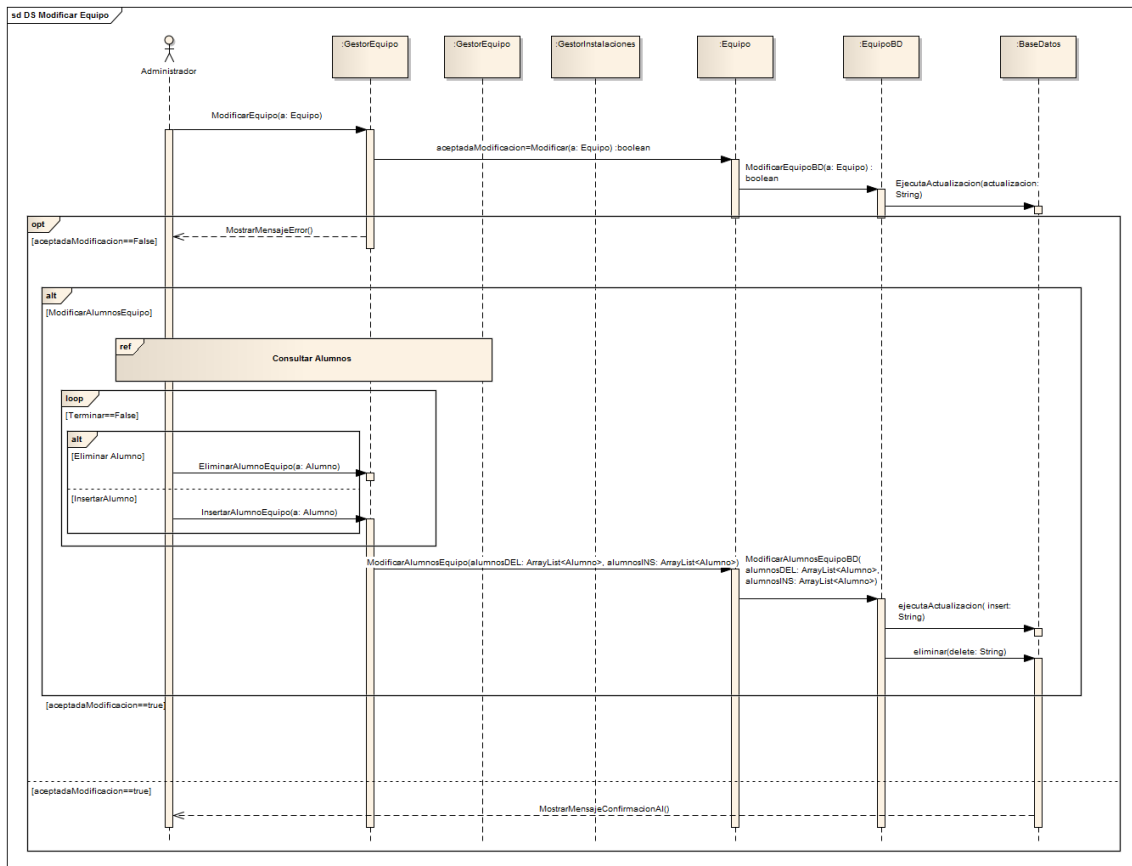 sd DS Modificar Equipo
Administrador
:GestorEquipo
:GestorEquipo
:GestorInstalaciones
:Equipo
:EquipoBD
:BaseDatos
ModificarEquipo(a: Equipo)
aceptadaModificacion=Modificar(a: Equipo) :boolean
ModificarEquipoBD(a: Equipo) :
boolean
EjecutaActualizacion(actualizacion:
String)
opt
[aceptadaModificacion==False]
MostrarMensajeError()
alt
[ModificarAlumnosEquipo]
ref
Consultar Alumnos
loop
[Terminar==False]
alt
[Eliminar Alumno]
EliminarAlumnoEquipo(a: Alumno)
[InsertarAlumno]
InsertarAlumnoEquipo(a: Alumno)
ModificarAlumnosEquipo(alumnosDEL: ArrayList<Alumno>, alumnosINS: ArrayList<Alumno>)
ModificarAlumnosEquipoBD(
alumnosDEL: ArrayList<Alumno>,
alumnosINS: ArrayList<Alumno>)
ejecutaActualizacion( insert:
String)
eliminar(delete: String)
[aceptadaModificacion==true]
[aceptadaModificacion==true]
MostrarMensajeConfirmacionAl()